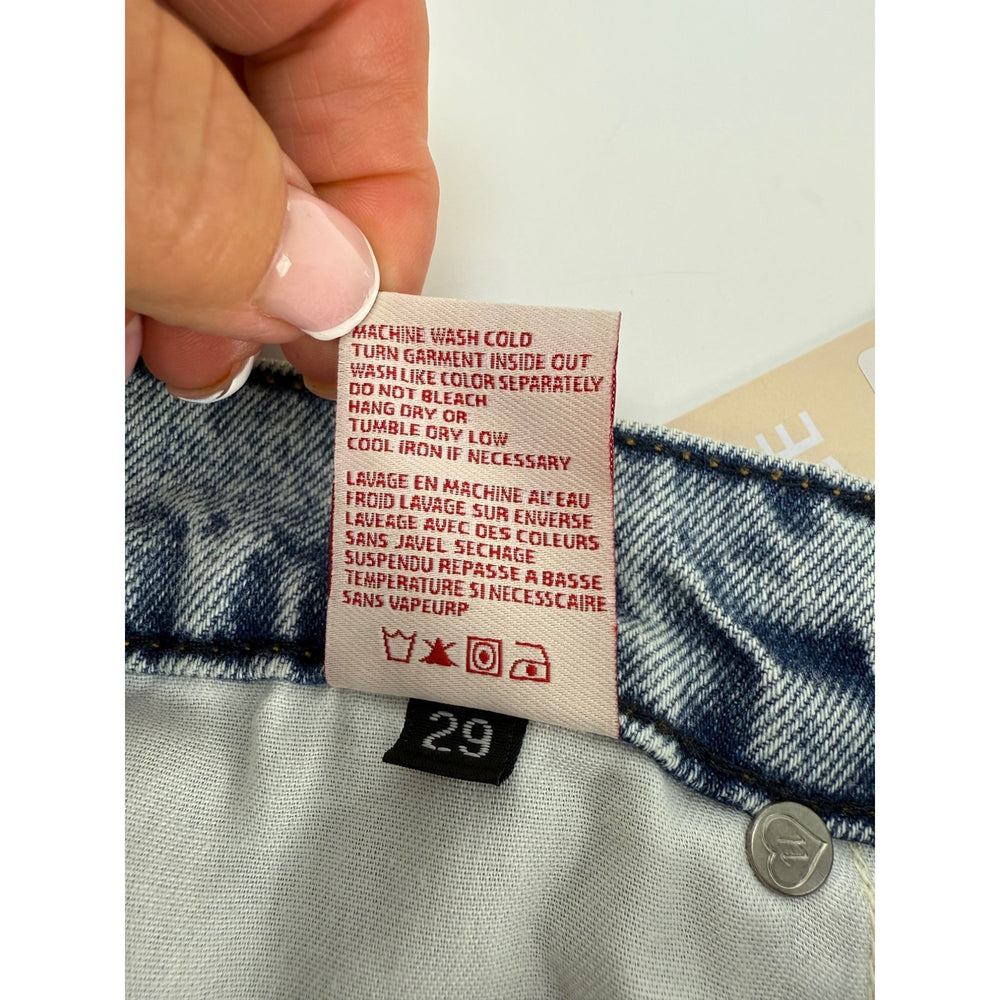 MACHINE WASH COLD
TURN GARMENT INSIDE OUT
WASH LIKE COLOR SEPARATELY
DO NOT BLEACH
HANG DRY OR
TUMBLE DRY LOW
COOL IRON IF NECESSARY
LAVAGE EN MACHINE AL' EAU
FROID LAVAGE SUR ENVERSE
LAVEAGE AVEC DES COLEURS
SANS JAVEL SECHAGE
SUSPENDU REPASSE A BASSE
TEMPERATURE SI NECESSCAIRE
SANS VAPEURP
29